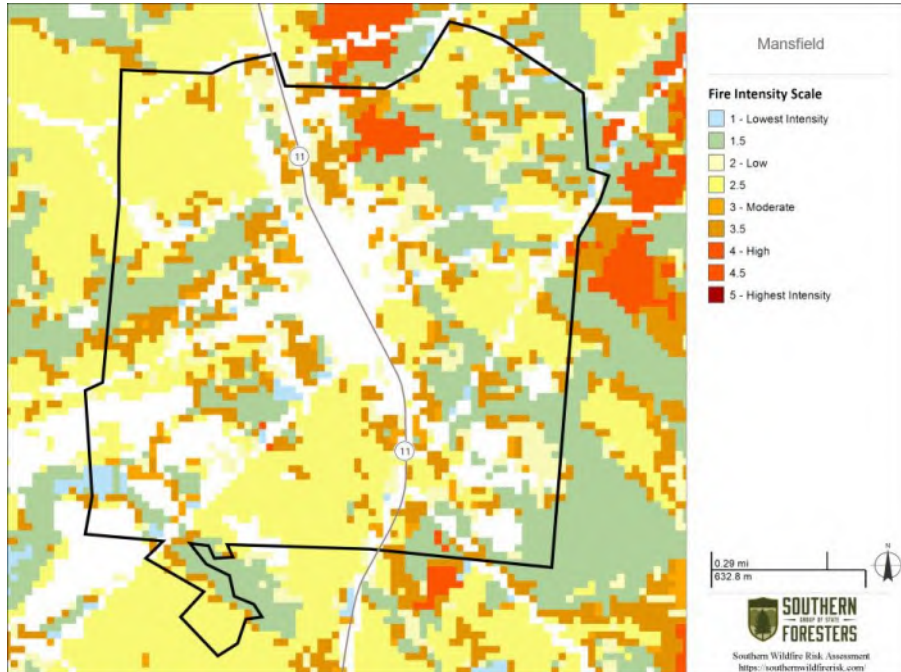 Mansfield
Fire Intensity Scale
1 - Lowest Intensity
1.5
2 - Low
2.5
3 - Moderate
3.5
4 - High
4.5
5 - Highest Intensity
11
11
0.29 mi
632.8 m
N
SOUTHERN
GROUP OF STATE
FORESTERS
Southern Wildfire Risk Assessment
https://southernwildfirerisk.com/